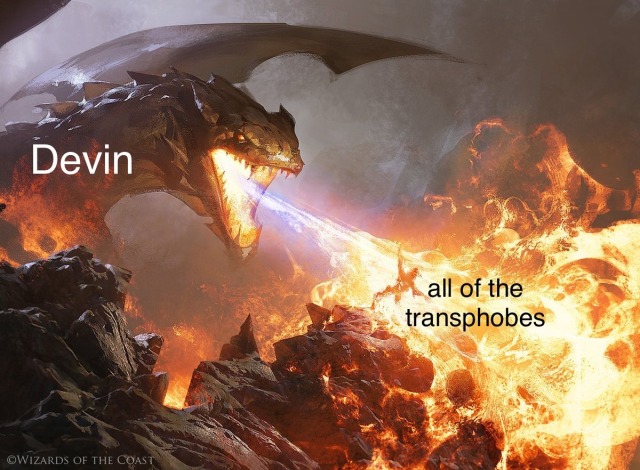 Devin
all of the
transphobes
©WIZARDS OF THE COAST